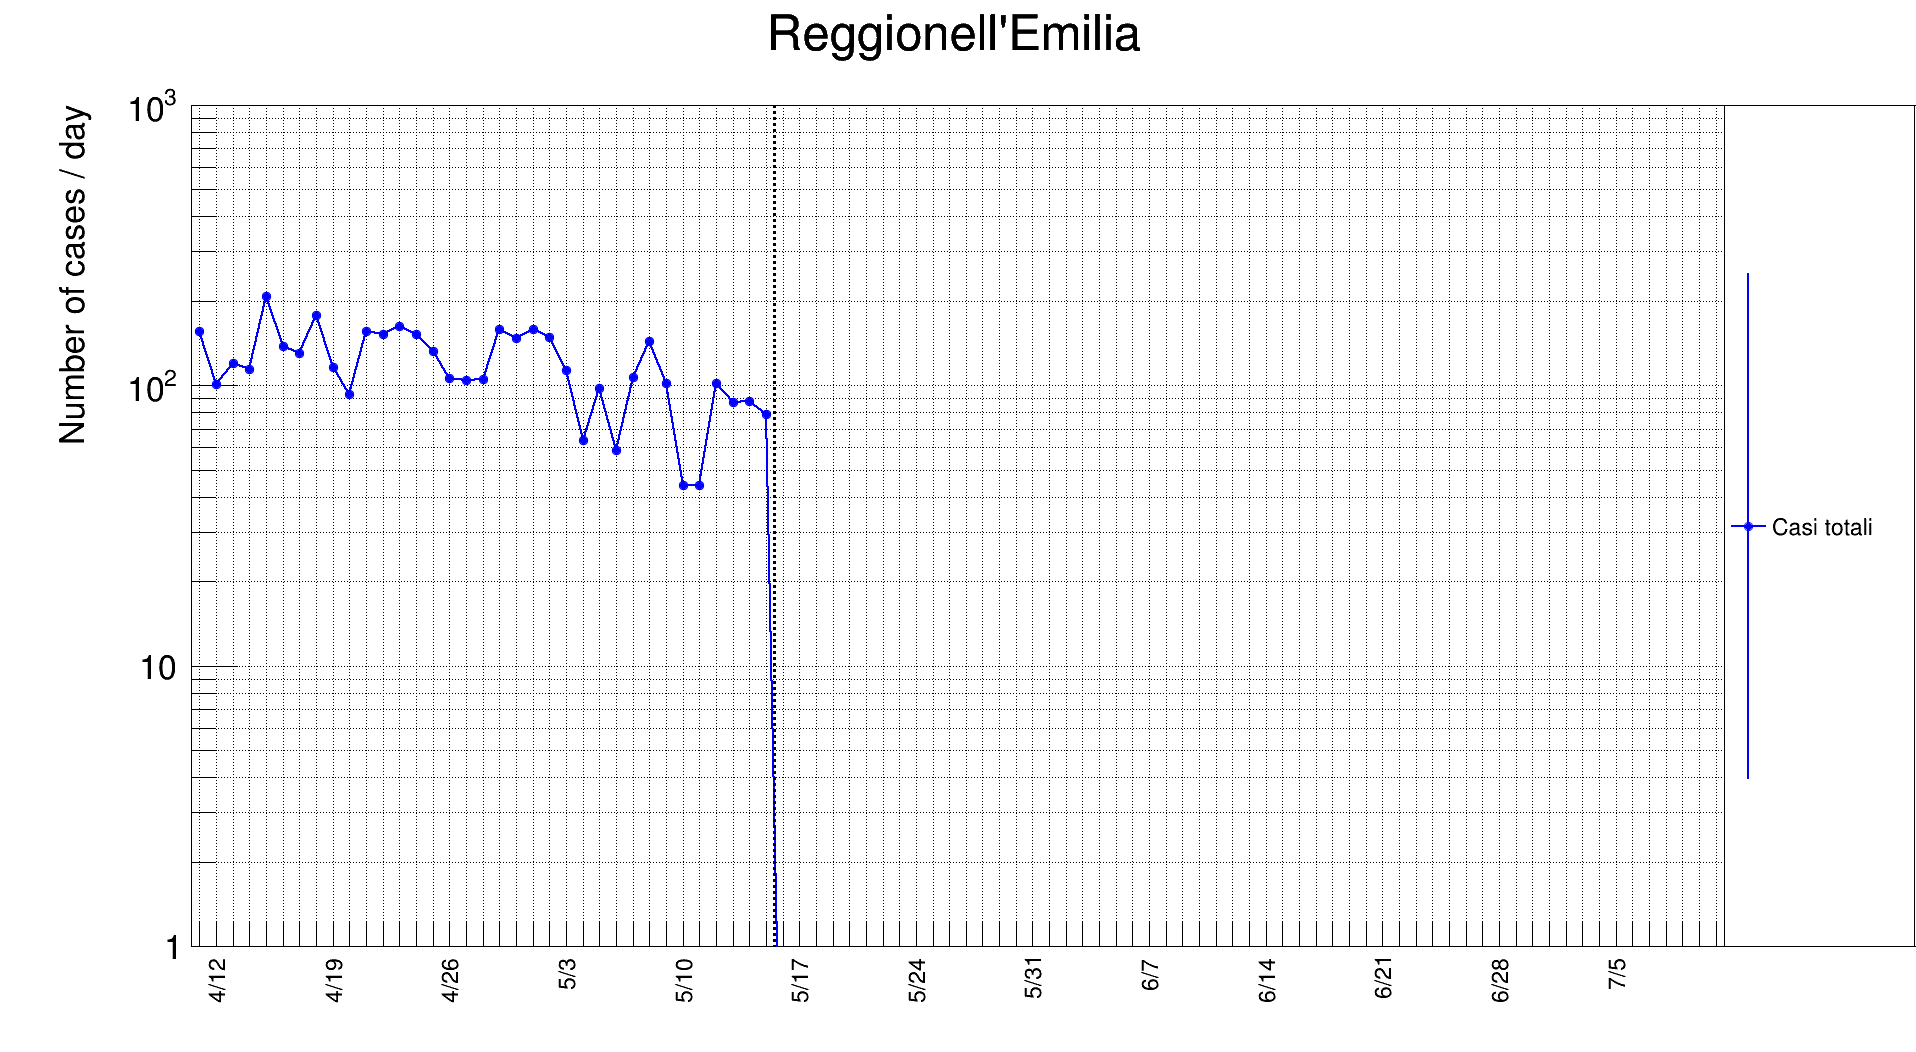 Reggionell'Emilia
Number of cases / day
10³
10²
10
1
4/12 4/19 4/26 5/3 5/10 5/17 5/24 5/31 6/7 6/14 6/21 6/28 7/5
Casi totali